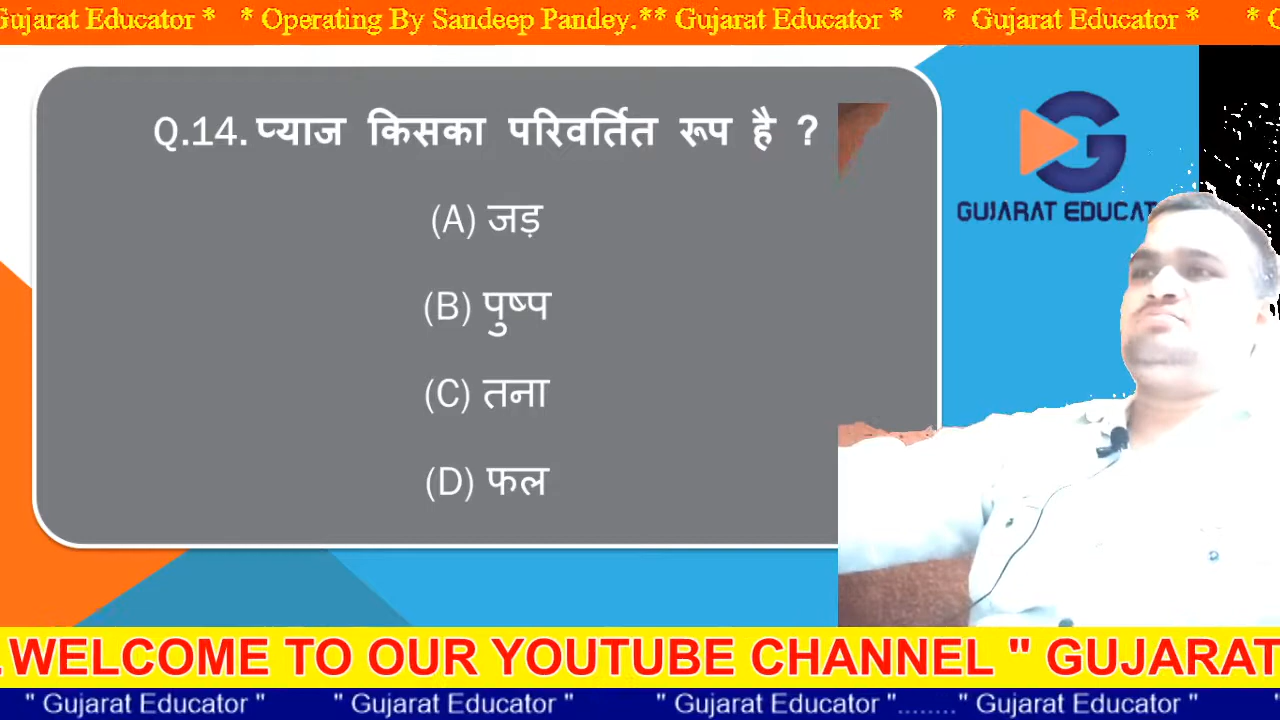 Gujarat Educator * * Operating By Sandeep Pandey.** Gujarat Educator * * Gujarat Educator * *
Q.14. प्याज किसका परिवर्तित रूप है ?
(A) जड़
(B) पुष्प
(C) तना
(D) फल
GUJARAT
WELCOME TO OUR YOUTUBE CHANNEL " GUJARAT
" Gujarat Educator " " Gujarat Educator " " Gujarat Educator "........" Gujarat Educator "